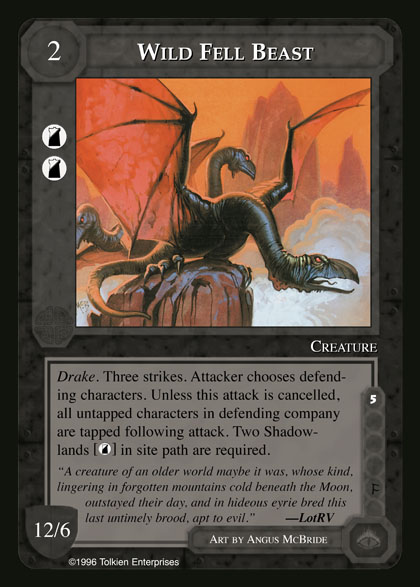 2
WILD FELL BEAST
CREATURE
Drake. Three strikes. Attacker chooses defend-
ing characters. Unless this attack is cancelled,
all untapped characters in defending company
are tapped following attack. Two Shadow-
lands [] in site path are required.
5
“A creature of an older world maybe it was, whose kind,
lingering in forgotten mountains cold beneath the Moon,
outstayed their day, and in hideous eyrie bred this
last untimely brood, apt to evil.” —LotRV
F
12/6
ART BY ANGUS MCBRIDE
©1996 Tolkien Enterprises